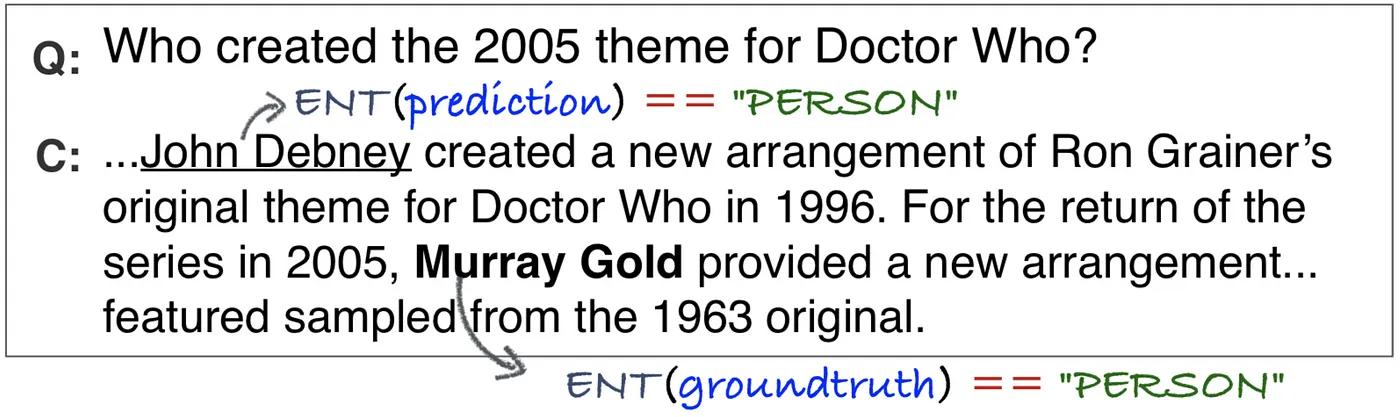 Q: Who created the 2005 theme for Doctor Who?
ENT(prediction) == "PERSON"
C: ...John Debney created a new arrangement of Ron Grainer’s
original theme for Doctor Who in 1996. For the return of the
series in 2005, Murray Gold provided a new arrangement...
featured sampled from the 1963 original.
ENT(groundtruth) == "PERSON"